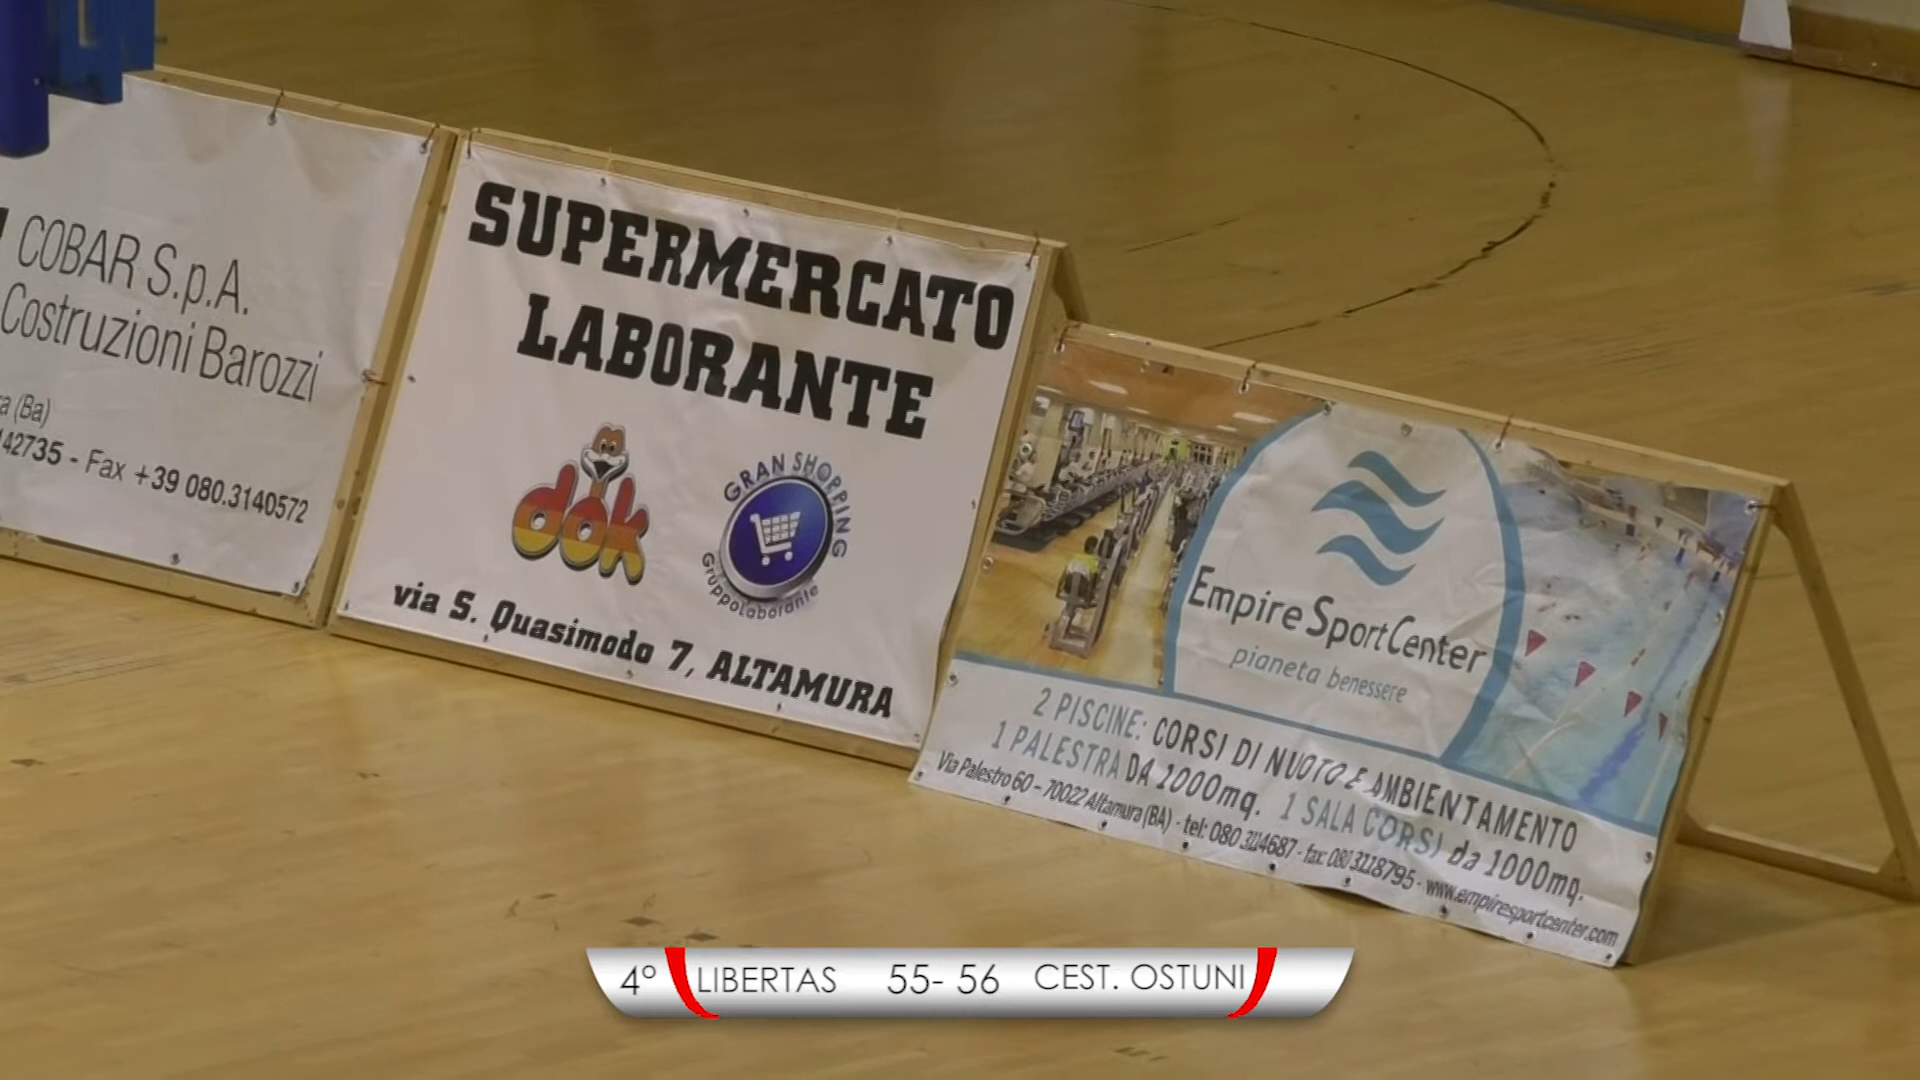 COBAR S.p.A.
Costruzioni Barozzi
a (Ba)
42735 - Fax +39 080.3140572
SUPERMERCATO
LABORANTE
dok
GRAN SHOPPING
GruppoLaborante
via S. Quasimodo 7, ALTAMURA
Empire SportCenter
pianeta benessere
2 PISCINE: CORSI DI NUOTO E AMBIENTAMENTO
1 PALESTRA DA 1000mq. 1 SALA CORSI da 1000mq.
Via Palestro 60 - 70022 Altamura (BA) - tel: 080 3114687 - fax: 080 3118795 - www.empiresportcenter.com
4° LIBERTAS 55- 56 CEST. OSTUNI